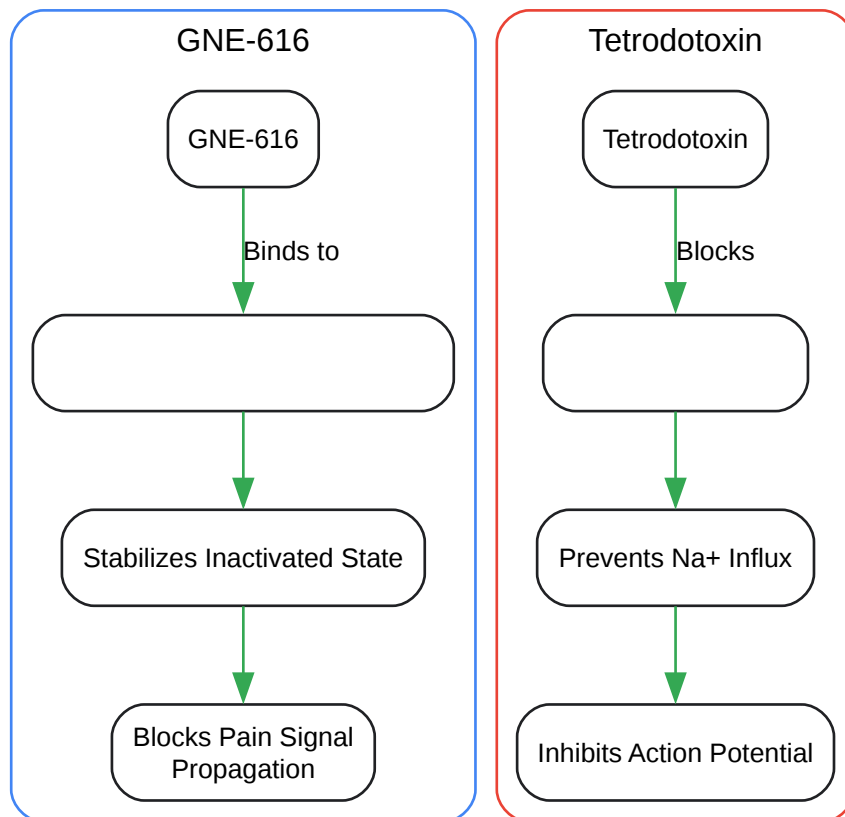 GNE-616
GNE-616
Binds to
Stabilizes Inactivated State
Blocks Pain Signal
Propagation
Tetrodotoxin
Tetrodotoxin
Blocks
Prevents Na+ Influx
Inhibits Action Potential